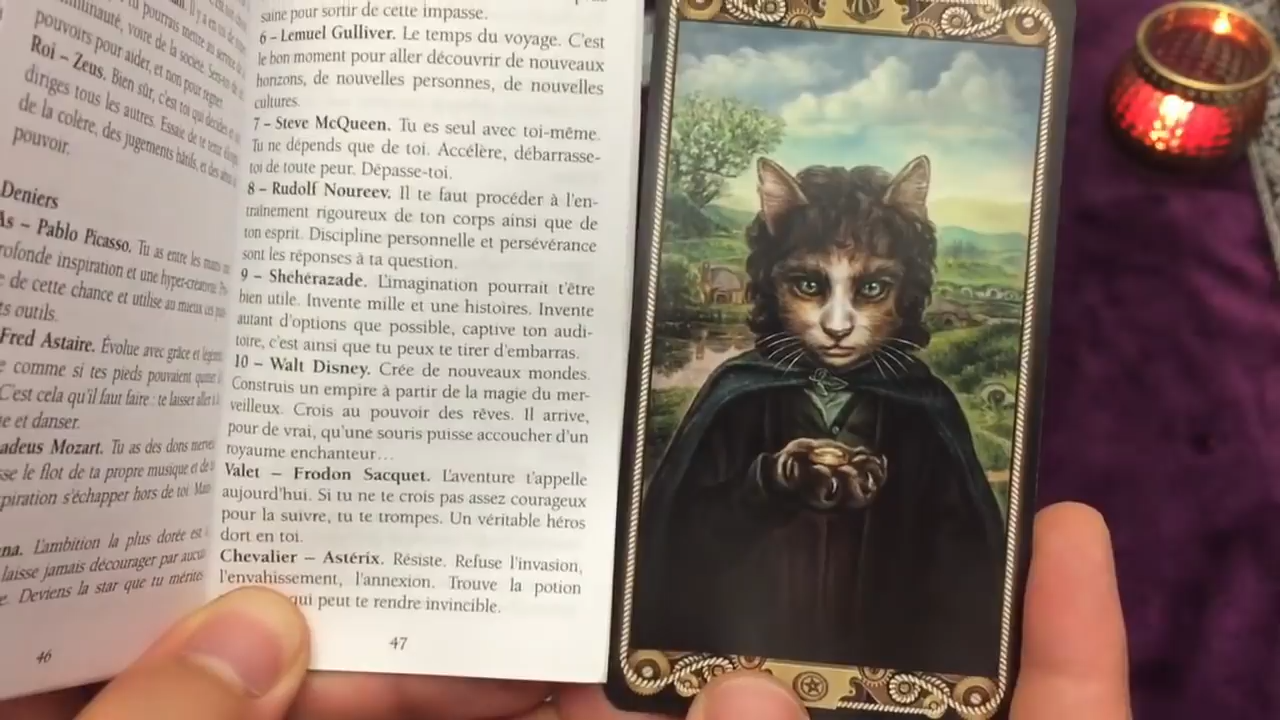 Il y a
pourrais mettre au service de
voire de la société. Sers-toi de
pouvoirs pour aider, et non pour régner.
Roi – Zeus. Bien sûr, c'est toi qui décides et
diriges tous les autres. Essaie de te tenir
de la colère, des jugements hâtifs, et des
pouvoir.
Deniers
As – Pablo Picasso. Tu as entre les mains
profonde inspiration et une hyper-créativité.
de cette chance et utilise au mieux
outils.
Fred Astaire. Évolue avec grâce et
comme si tes pieds pouvaient
C'est cela qu'il faut faire : te laisser aller
et danser.
Mozart. Tu as des dons
le flot de ta propre musique et
s'échapper hors de toi.
L'ambition la plus dorée est
laisse jamais décourager par
Deviens la star que tu mérites
46
saine pour sortir de cette impasse.
6 – Lemuel Gulliver. Le temps du voyage. C'est
le bon moment pour aller découvrir de nouveaux
horizons, de nouvelles personnes, de nouvelles
cultures.
7 – Steve McQueen. Tu es seul avec toi-même.
Tu ne dépends que de toi. Accélère, débarrasse-
toi de toute peur. Dépasse-toi.
8 – Rudolf Noureev. Il te faut procéder à l'en-
traînement rigoureux de ton corps ainsi que de
ton esprit. Discipline personnelle et persévérance
sont les réponses à ta question.
9 – Shéhérazade. L'imagination pourrait t'être
bien utile. Invente mille et une histoires. Invente
autant d'options que possible, captive ton audi-
toire, c'est ainsi que tu peux te tirer d'embarras.
10 – Walt Disney. Crée de nouveaux mondes.
Construis un empire à partir de la magie du mer-
veilleux. Crois au pouvoir des rêves. Il arrive,
pour de vrai, qu'une souris puisse accoucher d'un
royaume enchanteur…
Valet – Frodon Sacquet. L'aventure t'appelle
aujourd'hui. Si tu ne te crois pas assez courageux
pour la suivre, tu te trompes. Un véritable héros
dort en toi.
Chevalier – Astérix. Résiste. Refuse l'invasion,
l'envahissement, l'annexion. Trouve la potion
qui peut te rendre invincible.
47